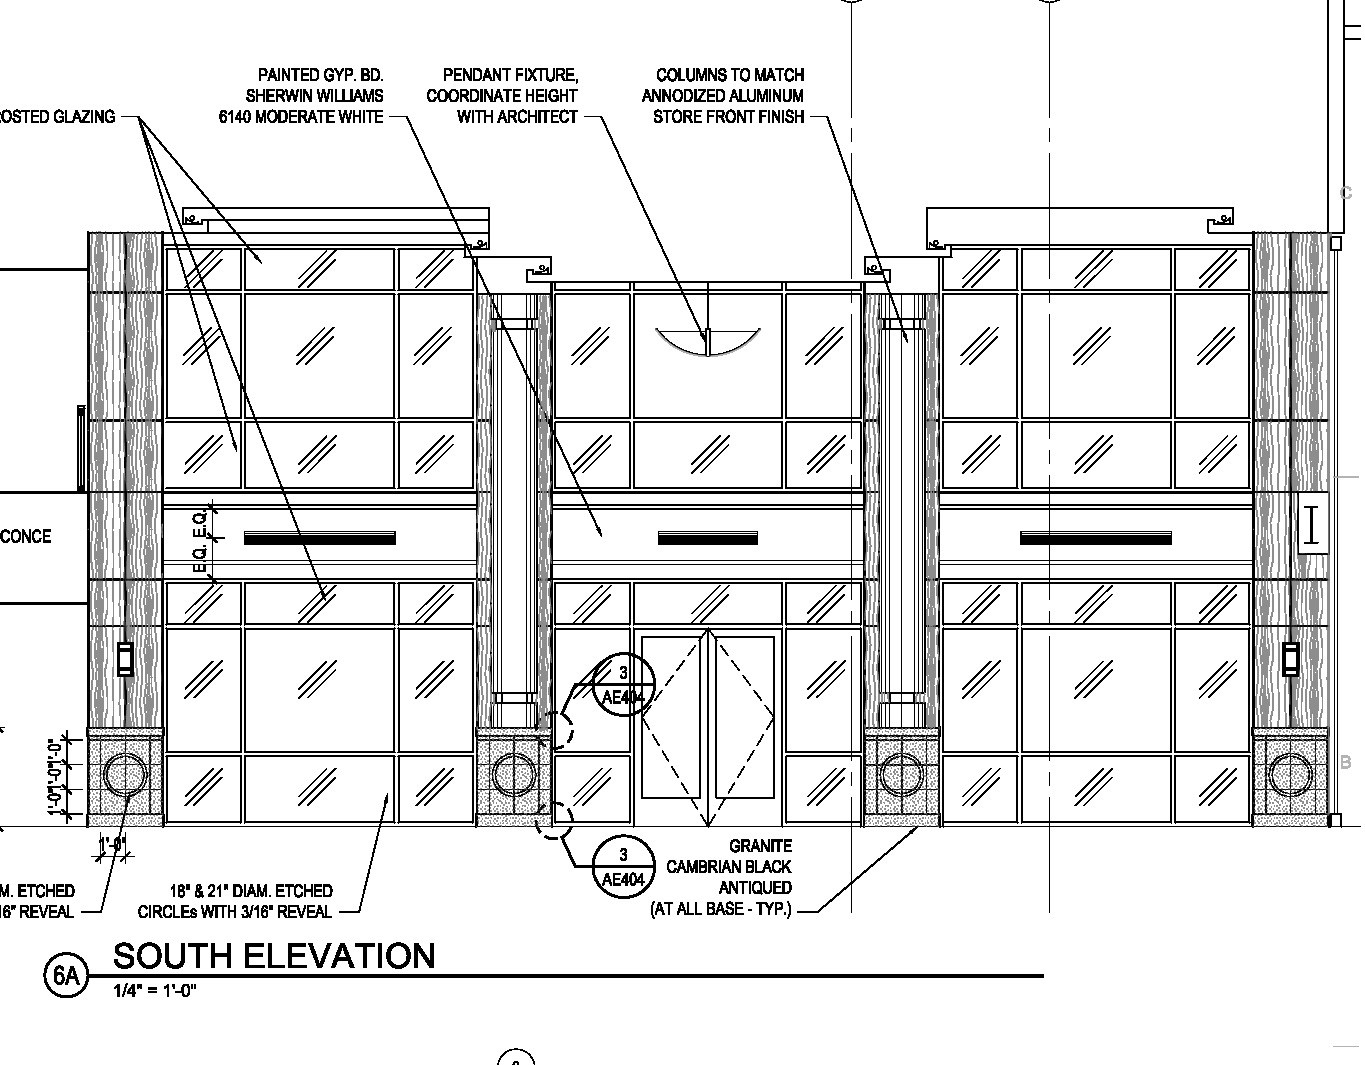 PAINTED GYP. BD.
SHERWIN WILLIAMS
6140 MODERATE WHITE
PENDANT FIXTURE,
COORDINATE HEIGHT
WITH ARCHITECT
COLUMNS TO MATCH
ANNODIZED ALUMINUM
STORE FRONT FINISH
OSTED GLAZING
C
E.Q.
E.Q.
CONCE
3
AE404
1'-0"
1'-0"
1'-0"
B
1'-0"
3
AE404
GRANITE
CAMBRIAN BLACK
ANTIQUED
(AT ALL BASE - TYP.)
M. ETCHED
16" REVEAL
18" & 21" DIAM. ETCHED
CIRCLEs WITH 3/16" REVEAL
6A
SOUTH ELEVATION
1/4" = 1'-0"